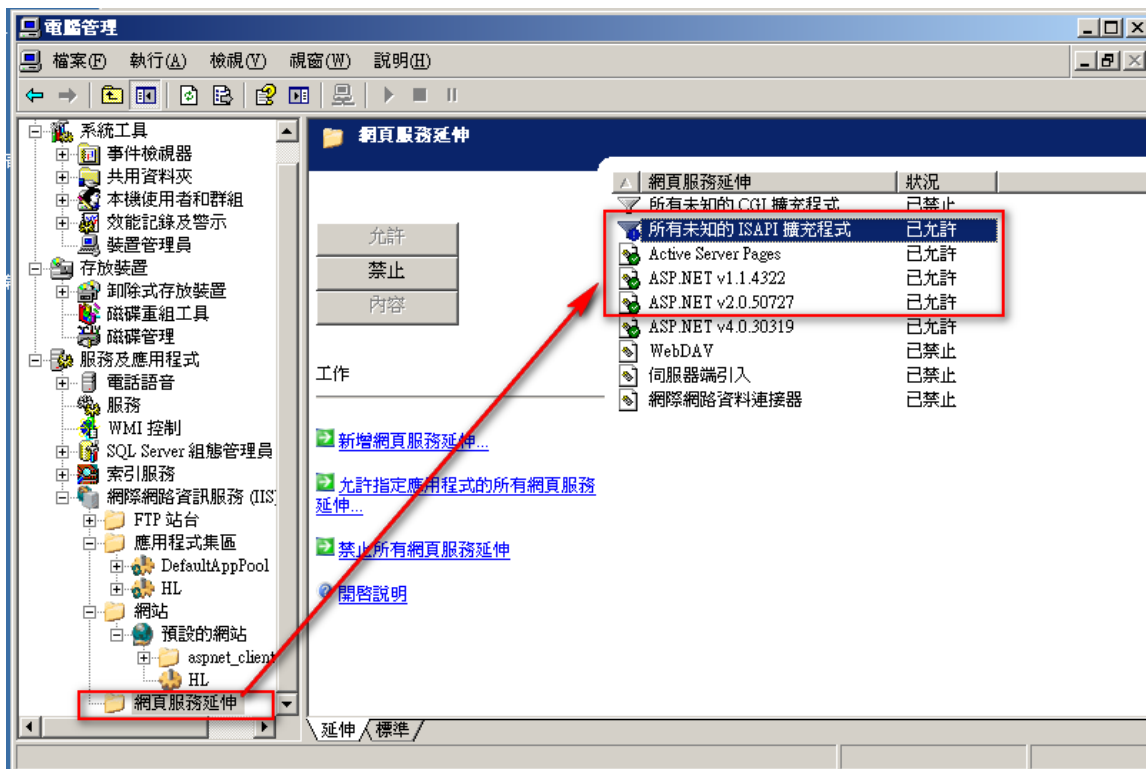 電腦管理
檔案(F) 執行(A) 檢視(V) 視窗(W) 說明(H)
系統工具
事件檢視器
共用資料夾
本機使用者和群組
效能記錄及警示
裝置管理員
存放裝置
卸除式存放裝置
磁碟重組工具
磁碟管理
服務及應用程式
電話語音
服務
WMI 控制
SQL Server 組態管理員
索引服務
網際網路資訊服務 (IIS)
FTP 站台
應用程式集區
DefaultAppPool
HL
網站
預設的網站
aspnet_client
HL
網頁服務延伸
網頁服務延伸
允許
禁止
內容
工作
新增網頁服務延伸...
允許指定應用程式的所有網頁服務
延伸...
禁止所有網頁服務延伸
開啓說明
網頁服務延伸 狀況
所有未知的 CGI 擴充程式 已禁止
所有未知的 ISAPI 擴充程式 已允許
Active Server Pages 已允許
ASP.NET v1.1.4322 已允許
ASP.NET v2.0.50727 已允許
ASP.NET v4.0.30319 已允許
WebDAV 已禁止
伺服器端引入 已禁止
網際網路資料連接器 已禁止
延伸 標準